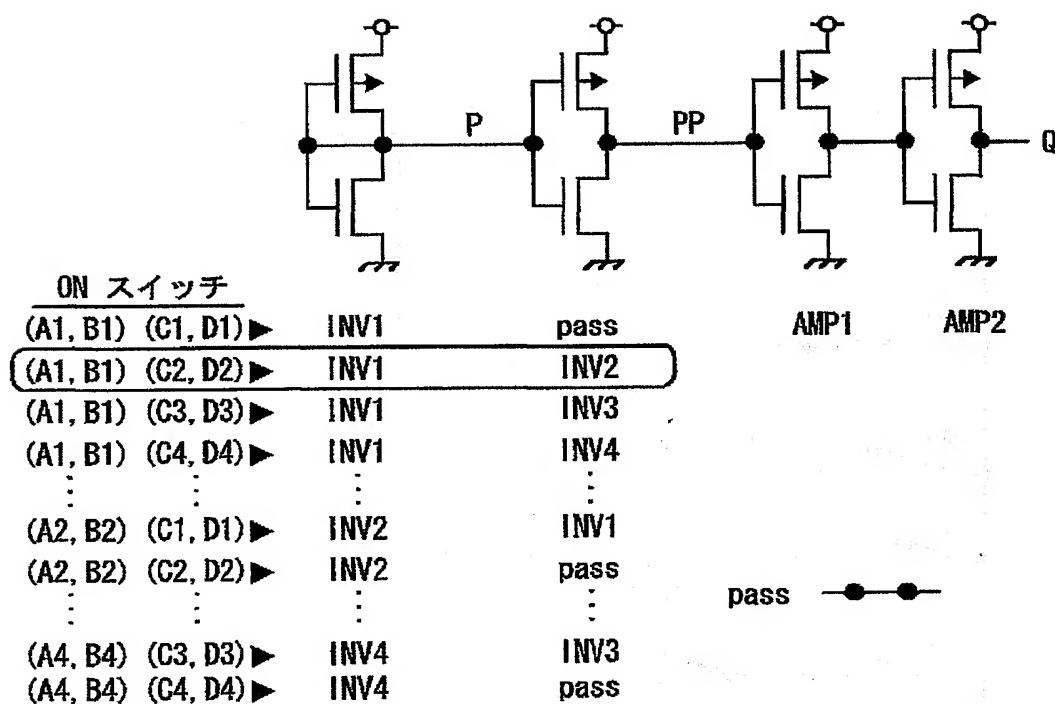 P
PP
Q
ON スイッチ
AMP1 AMP2
(A1, B1) (C1, D1)▶ INV1 pass
(A1, B1) (C2, D2)▶ INV1 INV2
(A1, B1) (C3, D3)▶ INV1 INV3
(A1, B1) (C4, D4)▶ INV1 INV4
(A2, B2) (C1, D1)▶ INV2 INV1
(A2, B2) (C2, D2)▶ INV2 pass
pass
(A4, B4) (C3, D3)▶ INV4 INV3
(A4, B4) (C4, D4)▶ INV4 pass